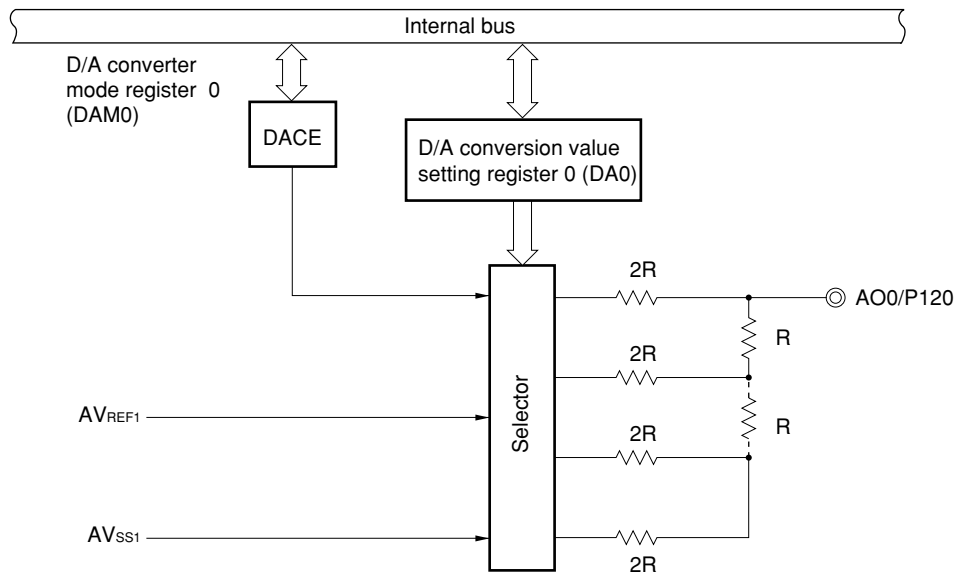 Internal bus
D/A converter
mode register 0
(DAM0)
DACE
D/A conversion value
setting register 0 (DA0)
2R
AO0/P120
R
2R
AVREF1
Selector
R
2R
AVSS1
2R